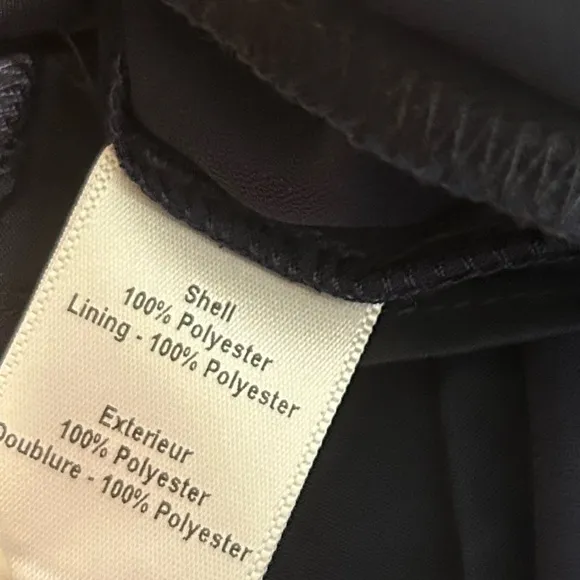 Shell
100% Polyester
Lining - 100% Polyester
Exterieur
100% Polyester
Doublure - 100% Polyester